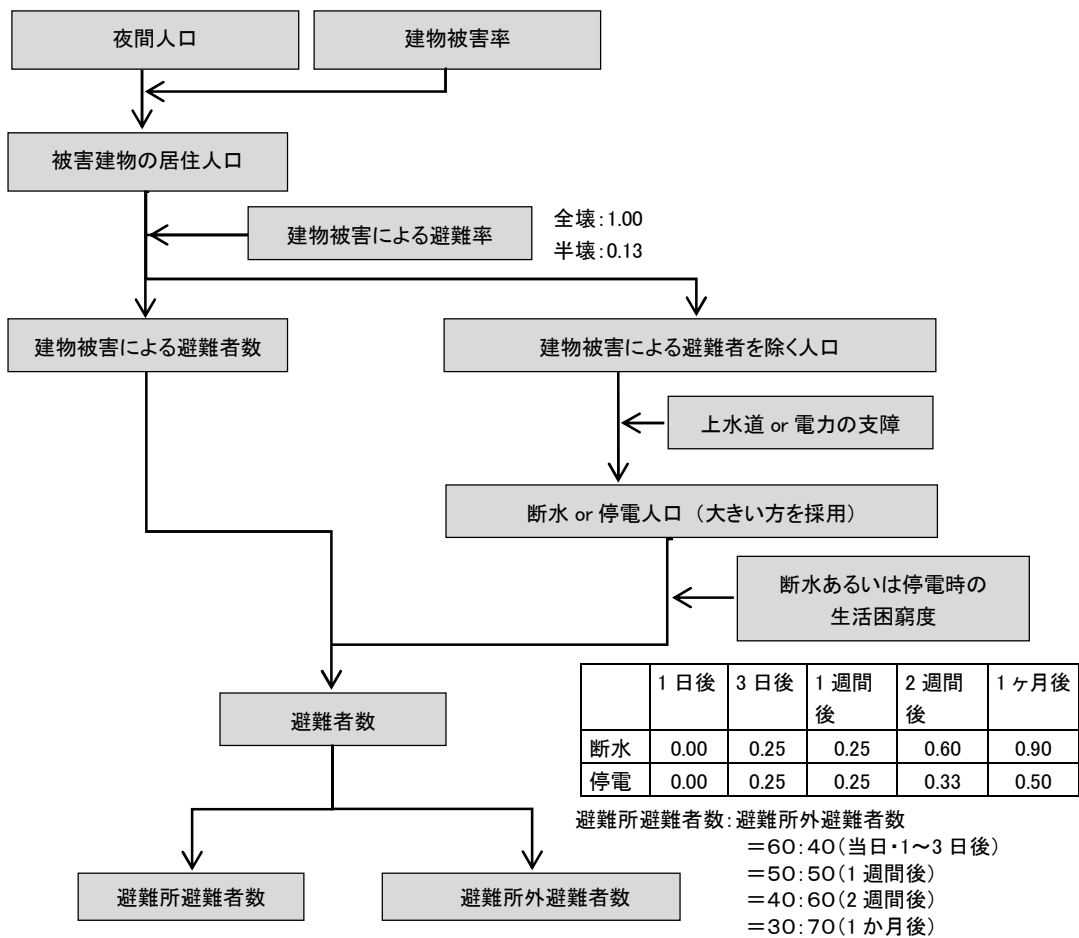 夜間人口
建物被害率
被害建物の居住人口
建物被害による避難率
全壊:1.00
半壊:0.13
建物被害による避難者数
建物被害による避難者を除く人口
上水道 or 電力の支障
断水 or 停電人口 (大きい方を採用)
断水あるいは停電時の
生活困窮度
1日後 3日後 1週間後 2週間後 1ヶ月後
断水 0.00 0.25 0.25 0.60 0.90
停電 0.00 0.25 0.25 0.33 0.50
避難者数
避難所避難者数:避難所外避難者数
=60:40(当日・1~3日後)
=50:50(1週間後)
=40:60(2週間後)
=30:70(1か月後)
避難所避難者数
避難所外避難者数